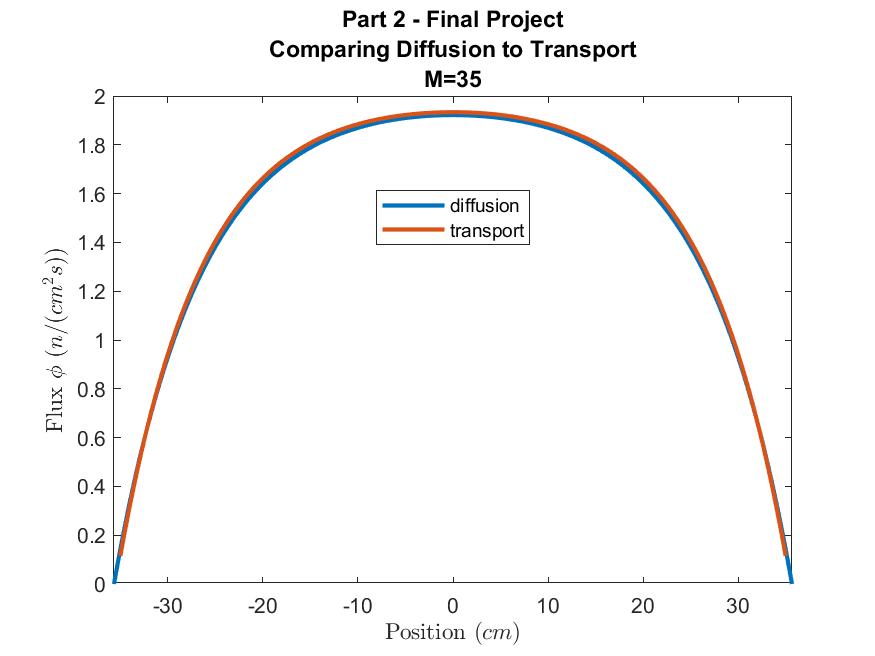 Part 2 - Final Project
Comparing Diffusion to Transport
M=35
2
1.8
1.6
1.4
1.2
1
0.8
0.6
0.4
0.2
0
Flux ϕ (n/(cm²s))
diffusion
transport
-30 -20 -10 0 10 20 30
Position (cm)